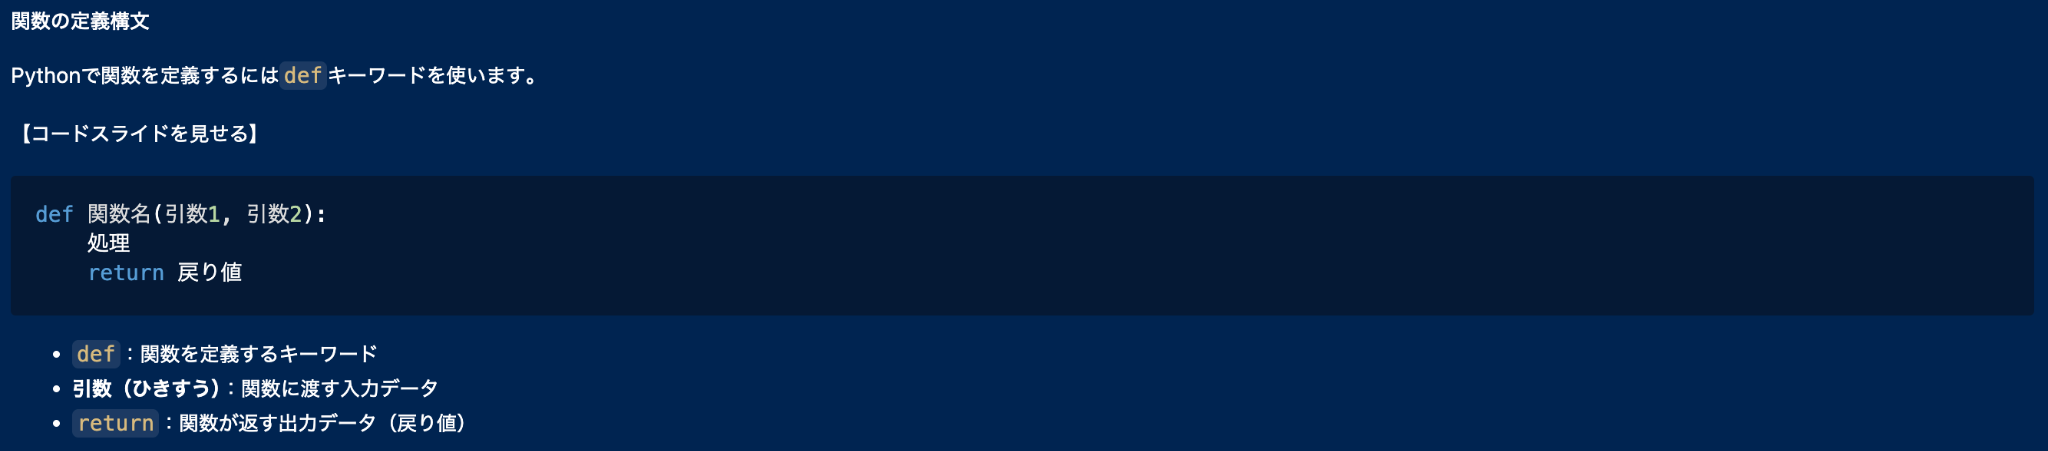 関数の定義構文
Pythonで関数を定義するにはdefキーワードを使います。
【コードスライドを見せる】
def 関数名(引数1, 引数2):
    処理
    return 戻り値
• def：関数を定義するキーワード
• 引数（ひきすう）：関数に渡す入力データ
• return：関数が返す出力データ（戻り値）